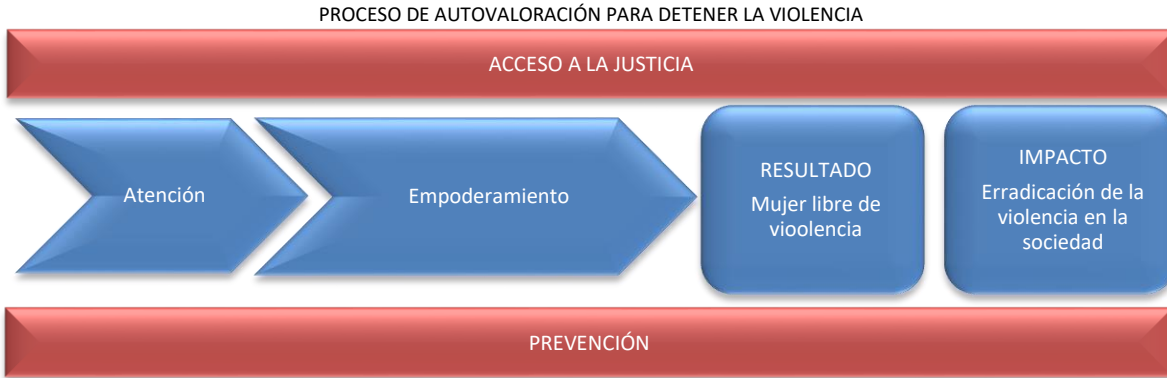 PROCESO DE AUTOVALORACIÓN PARA DETENER LA VIOLENCIA
ACCESO A LA JUSTICIA
Atención
Empoderamiento
RESULTADO
Mujer libre de
vioolencia
IMPACTO
Erradicación de la
violencia en la
sociedad
PREVENCIÓN